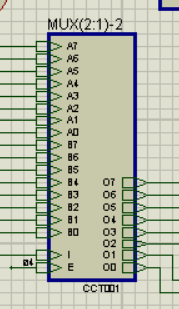 MUX(2:1)-2
A7
A6
A5
A4
A3
A2
A1
A0
B7
B6
B5
B4 O7
B3 O6
B2 O5
B1 O4
B0 O3
O2
I O1
E O0
CCT001